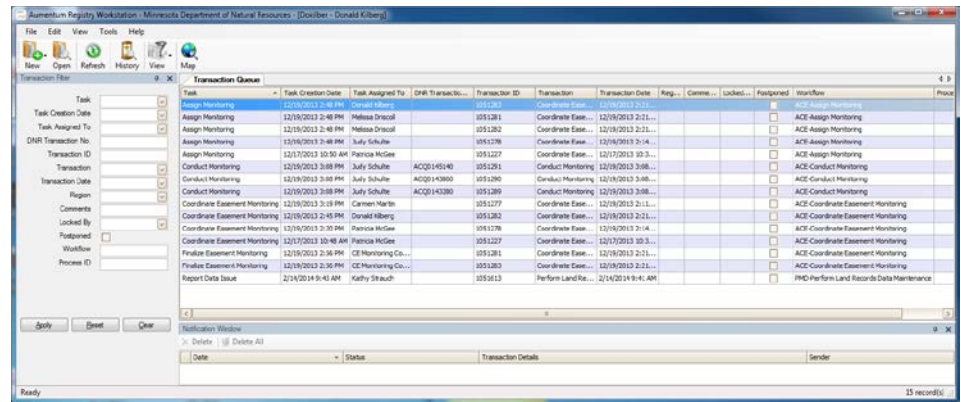 Aumentum Registry Workstation - Minnesota Department of Natural Resources - [Doкilber - Donald Kilberg]
File Edit View Tools Help
New Open Refresh History View Map
Transaction Filter
Task
Task Creation Date
Task Assigned To
DNR Transaction No.
Transaction ID
Transaction
Transaction Date
Region
Comments
Locked By
Postponed
Workflow
Process ID
Apply Reset Clear
Transaction Queue
Task Task Creation Date Task Assigned To DNR Transactio... Transaction ID Transaction Transaction Date Reg... Comme... Locked... Postponed Workflow Proce
Assign Monitoring 12/19/2013 2:48 PM Donald Kilberg 1051283 Coordinate Ease... 12/19/2013 2:21... ACE-Assign Monitoring
Assign Monitoring 12/19/2013 2:48 PM Melissa Driscoll 1051281 Coordinate Ease... 12/19/2013 2:21... ACE-Assign Monitoring
Assign Monitoring 12/19/2013 2:48 PM Melissa Driscoll 1051282 Coordinate Ease... 12/19/2013 2:21... ACE-Assign Monitoring
Assign Monitoring 12/19/2013 2:48 PM Judy Schulte 1051278 Coordinate Ease... 12/19/2013 2:14... ACE-Assign Monitoring
Assign Monitoring 12/17/2013 10:50 AM Patricia McGee 1051227 Coordinate Ease... 12/17/2013 10:3... ACE-Assign Monitoring
Conduct Monitoring 12/19/2013 3:08 PM Judy Schulte ACQ0145140 1051291 Conduct Monitoring 12/19/2013 3:08... ACE-Conduct Monitoring
Conduct Monitoring 12/19/2013 3:08 PM Judy Schulte ACQ0143800 1051290 Conduct Monitoring 12/19/2013 3:08... ACE-Conduct Monitoring
Conduct Monitoring 12/19/2013 3:08 PM Judy Schulte ACQ0143280 1051289 Conduct Monitoring 12/19/2013 3:08... ACE-Conduct Monitoring
Coordinate Easement Monitoring 12/19/2013 3:19 PM Carmen Martin 1051277 Coordinate Ease... 12/19/2013 2:11... ACE-Coordinate Easement Monitoring
Coordinate Easement Monitoring 12/19/2013 2:45 PM Donald Kilberg 1051282 Coordinate Ease... 12/19/2013 2:21... ACE-Coordinate Easement Monitoring
Coordinate Easement Monitoring 12/19/2013 2:20 PM Patricia McGee 1051278 Coordinate Ease... 12/19/2013 2:14... ACE-Coordinate Easement Monitoring
Coordinate Easement Monitoring 12/17/2013 10:48 AM Patricia McGee 1051227 Coordinate Ease... 12/17/2013 10:3... ACE-Coordinate Easement Monitoring
Finalize Easement Monitoring 12/19/2013 2:56 PM CE Monitoring Co... 1051281 Coordinate Ease... 12/19/2013 2:21... ACE-Coordinate Easement Monitoring
Finalize Easement Monitoring 12/19/2013 2:56 PM CE Monitoring Co... 1051283 Coordinate Ease... 12/19/2013 2:21... ACE-Coordinate Easement Monitoring
Report Data Issue 2/14/2014 9:45 AM Kathy Strauch 1051613 Perform Land Re... 2/14/2014 9:41 AM PMD-Perform Land Records Data Maintenance
Notification Window
Delete Delete All
Date Status Transaction Details Sender
Ready 15 record(s)